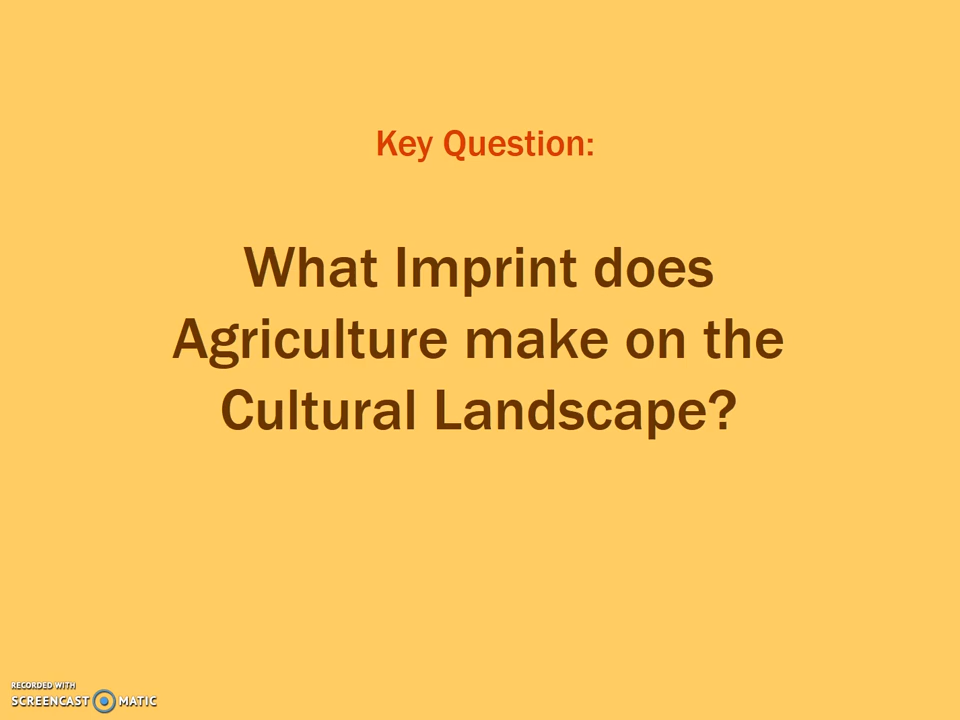 Key Question:
What Imprint does
Agriculture make on the
Cultural Landscape?
RECORDED WITH
SCREENCAST MATIC